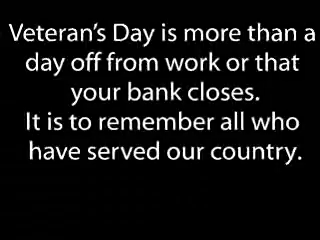 Veteran's Day is more than a
day off from work or that
your bank closes.
It is to remember all who
have served our country.